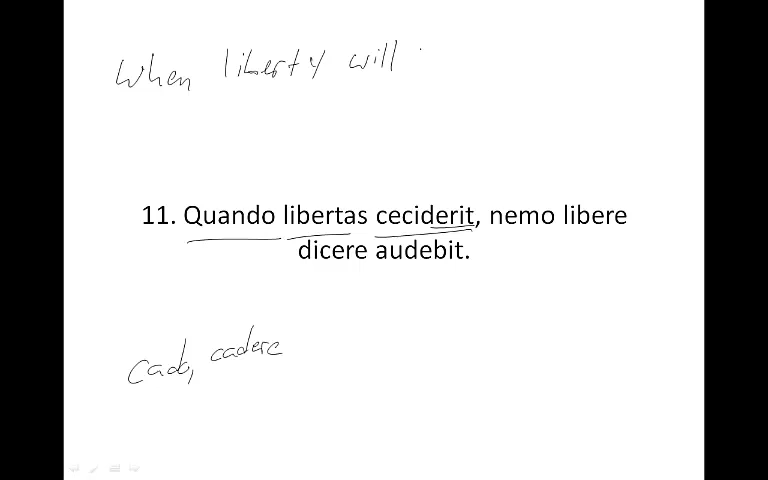 When liberty will
11. Quando libertas ceciderit, nemo libere
dicere audebit.
cado, cadere